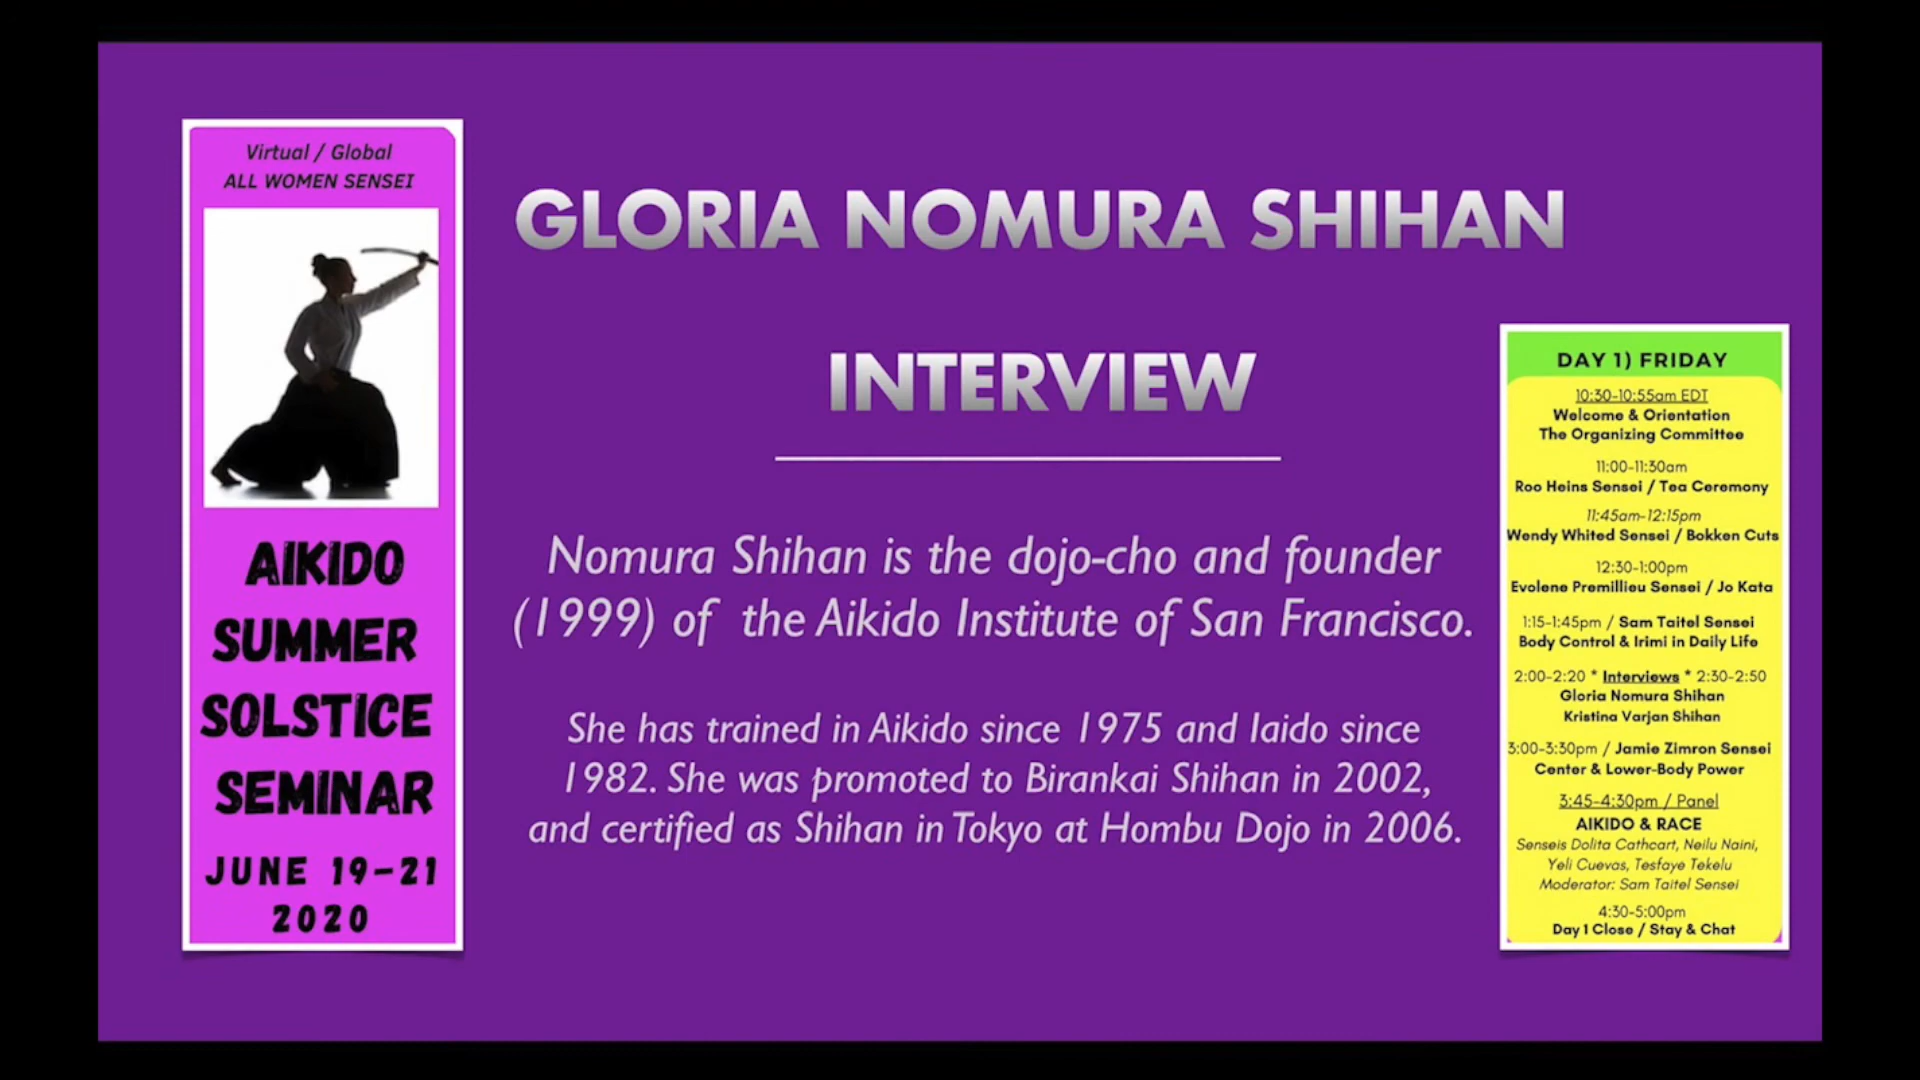 Virtual / Global
ALL WOMEN SENSEI
AIKIDO
SUMMER
SOLSTICE
SEMINAR
JUNE 19-21
2020
GLORIA NOMURA SHIHAN
INTERVIEW
Nomura Shihan is the dojo-cho and founder
(1999) of the Aikido Institute of San Francisco.
She has trained in Aikido since 1975 and Iaido since
1982. She was promoted to Birankai Shihan in 2002,
and certified as Shihan in Tokyo at Hombu Dojo in 2006.
DAY 1) FRIDAY
10:30-10:55am EDT
Welcome & Orientation
The Organizing Committee
11:00-11:30am
Roo Heins Sensei / Tea Ceremony
11:45am-12:15pm
Wendy Whited Sensei / Bokken Cuts
12:30-1:00pm
Evolene Premillieu Sensei / Jo Kata
1:15-1:45pm / Sam Taitel Sensei
Body Control & Irimi in Daily Life
2:00-2:20 * Interviews * 2:30-2:50
Gloria Nomura Shihan
Kristina Varjan Shihan
3:00-3:30pm / Jamie Zimron Sensei
Center & Lower-Body Power
3:45-4:30pm / Panel
AIKIDO & RACE
Senseis Dolita Cathcart, Neilu Naini,
Yeli Cuevas, Tesfaye Tekelu
Moderator: Sam Taitel Sensei
4:30-5:00pm
Day 1 Close / Stay & Chat